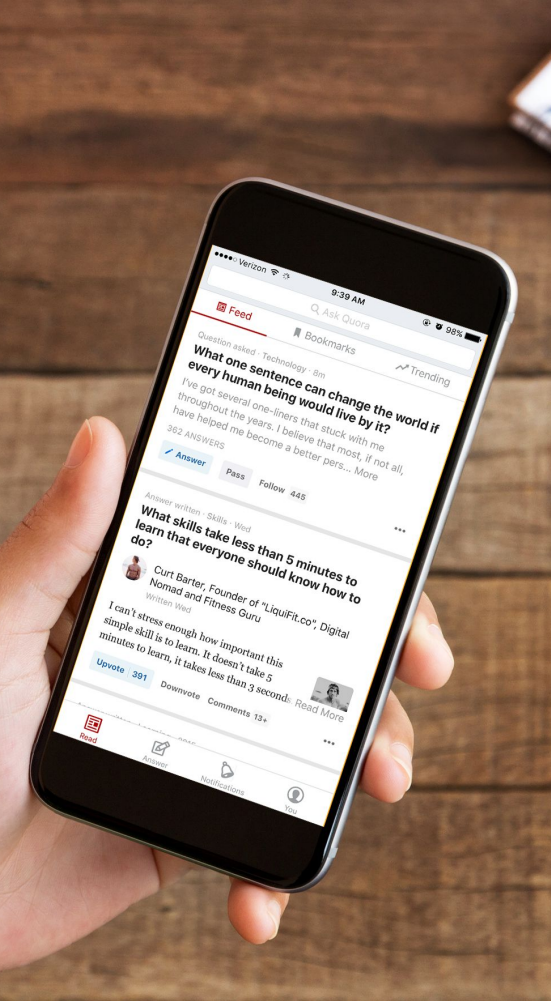 Verizon
9:39 AM
98%
Ask Quora
Feed
Bookmarks
Trending
Question asked · Technology · 8m
What one sentence can change the world if
every human being would live by it?
I've got several one-liners that stuck with me
throughout the years. I believe that most, if not all,
have helped me become a better pers... More
362 ANSWERS
Answer
Pass
Follow 445
Answer written · Skills · Wed
What skills take less than 5 minutes to
learn that everyone should know how to
do?
Curt Barter, Founder of "LiquiFit.co", Digital
Nomad and Fitness Guru
Written Wed
I can't stress enough how important this
simple skill is to learn. It doesn't take 5
minutes to learn, it takes less than 3 seconds
Read More
Upvote 391
Downvote
Comments 13+
Read
Answer
Notifications
You